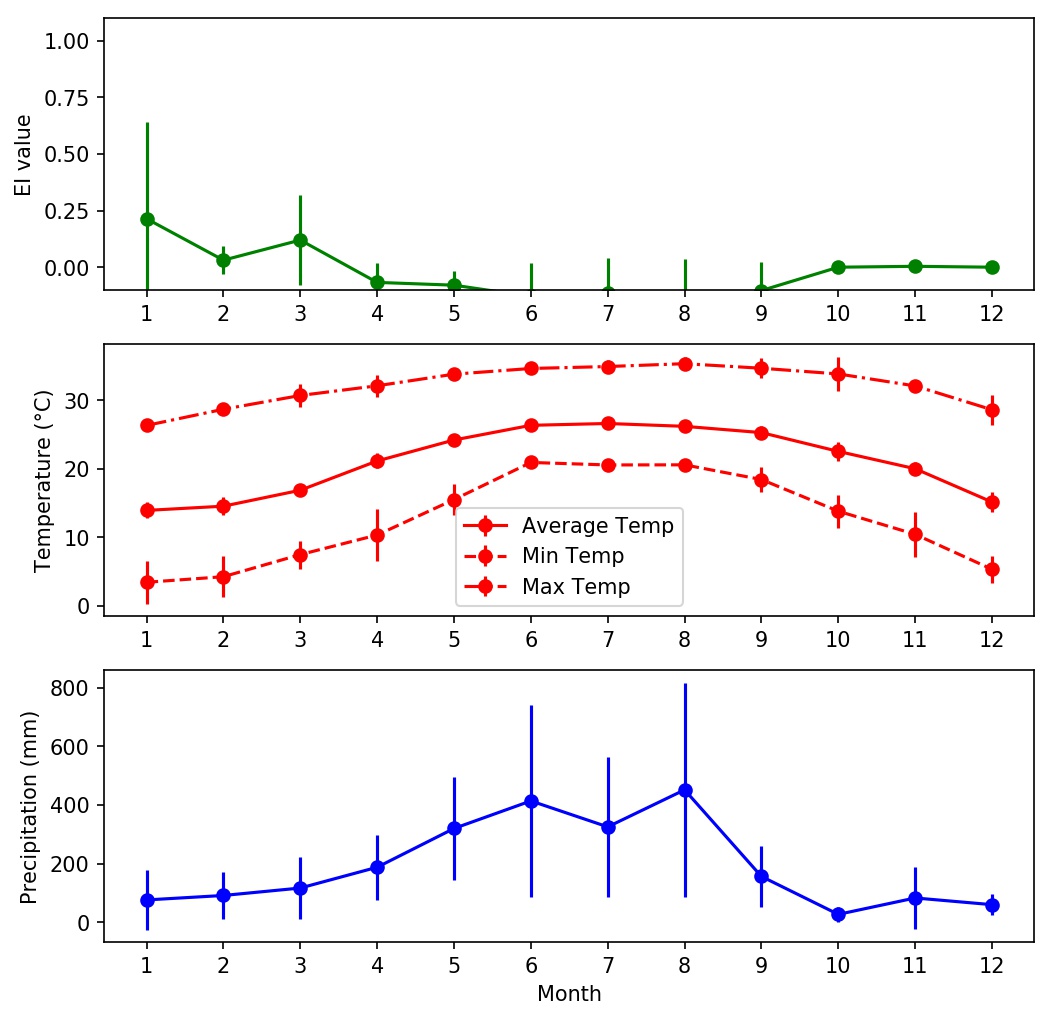 EI value
1.00
0.75
0.50
0.25
0.00
1 2 3 4 5 6 7 8 9 10 11 12
Temperature (°C)
30
20
10
0
Average Temp
Min Temp
Max Temp
1 2 3 4 5 6 7 8 9 10 11 12
Precipitation (mm)
800
600
400
200
0
1 2 3 4 5 6 7 8 9 10 11 12
Month